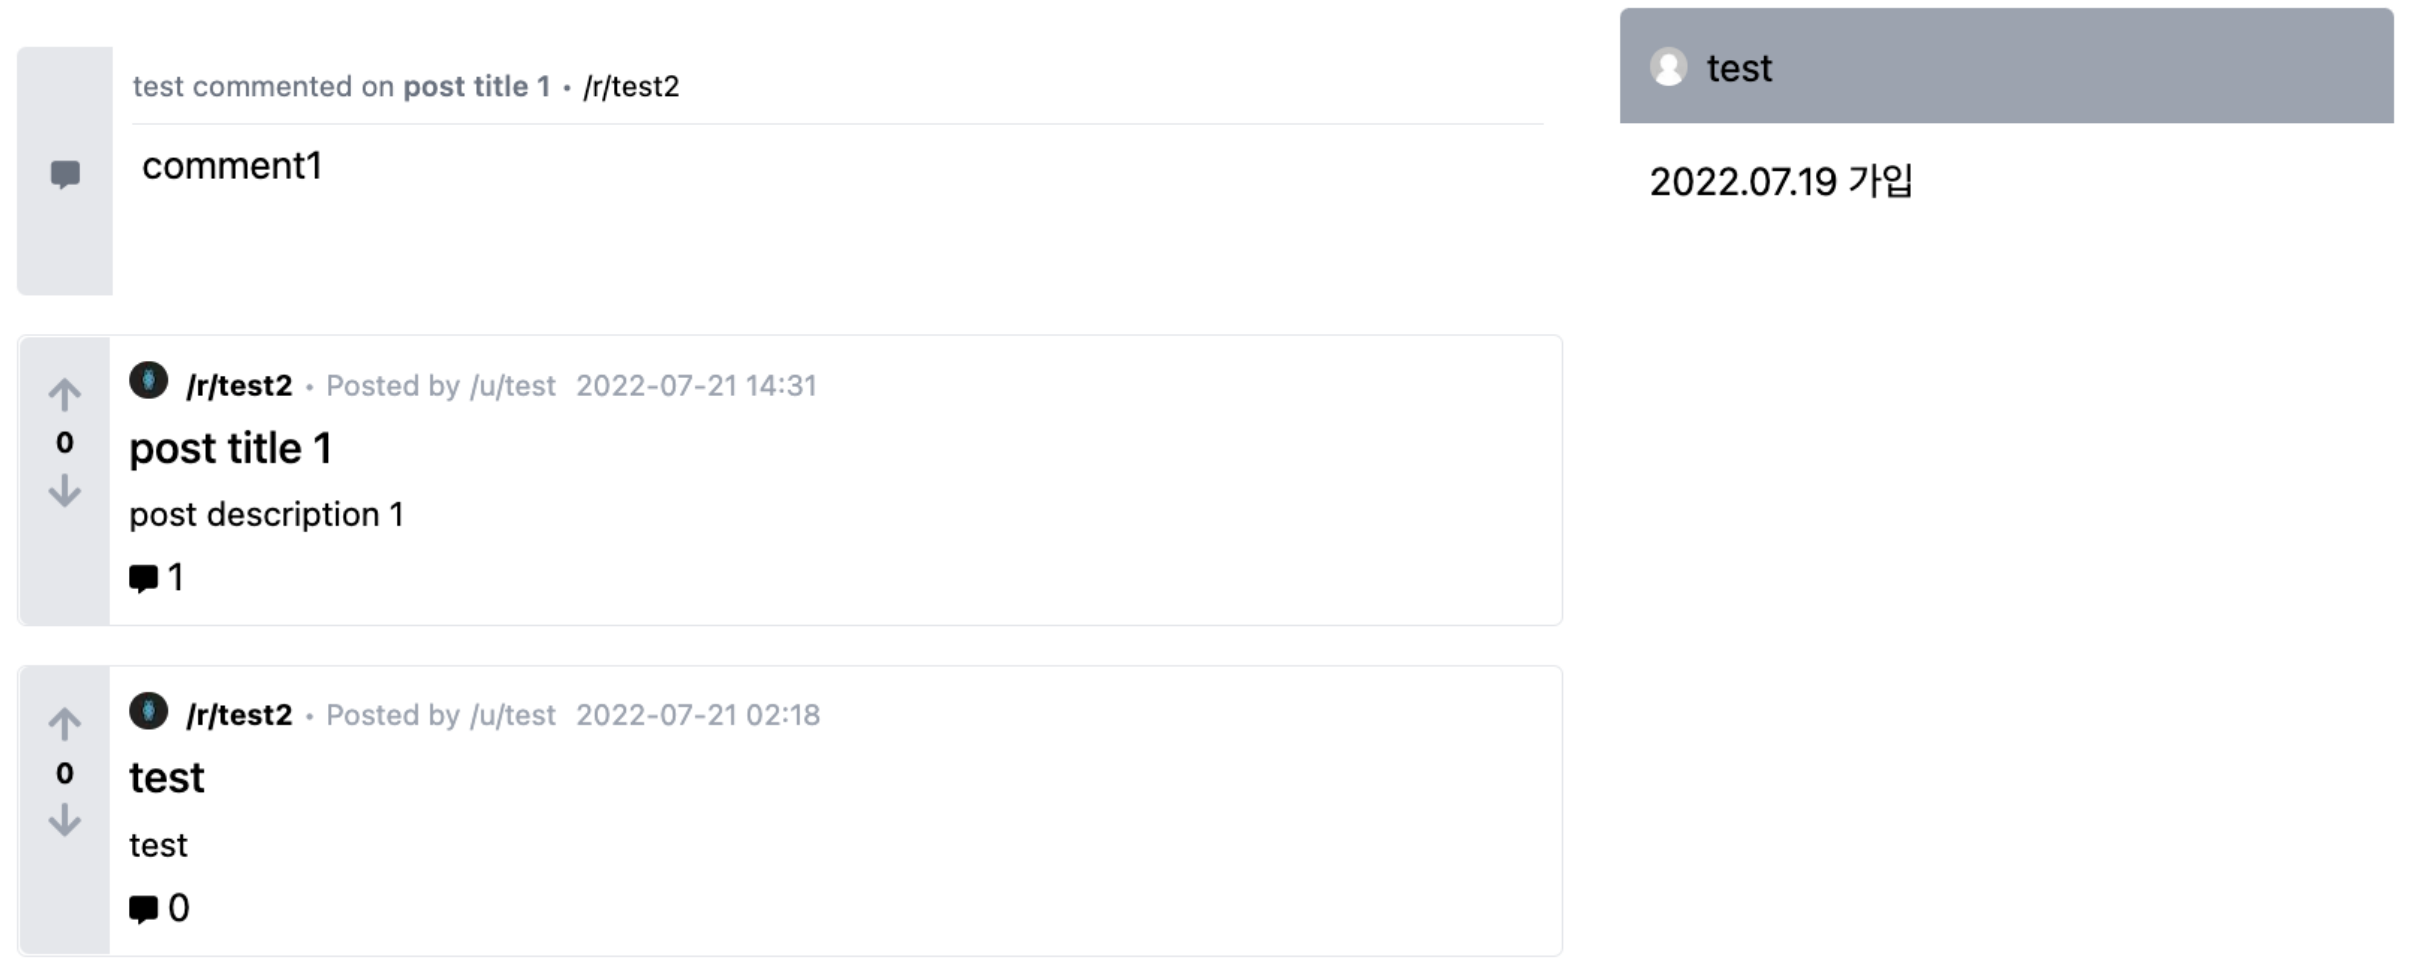 test commented on post title 1 • /r/test2
comment1
/r/test2 • Posted by /u/test 2022-07-21 14:31
0
post title 1
post description 1
1
/r/test2 • Posted by /u/test 2022-07-21 02:18
0
test
test
0
test
2022.07.19 가입